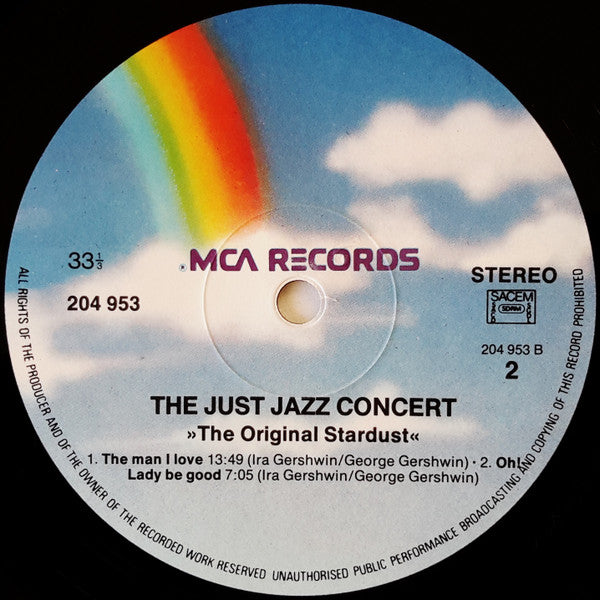 33⅓
® MCA RECORDS
STEREO
204 953
SACEM
SDRM
204 953 B
2
THE JUST JAZZ CONCERT
»The Original Stardust«
1. The man I love 13:49 (Ira Gershwin/George Gershwin) · 2. Oh!
Lady be good 7:05 (Ira Gershwin/George Gershwin)
ALL RIGHTS OF THE PRODUCER AND OF THE OWNER OF THE RECORDED WORK RESERVED UNAUTHORISED PUBLIC PERFORMANCE BROADCASTING AND COPYING OF THIS RECORD PROHIBITED